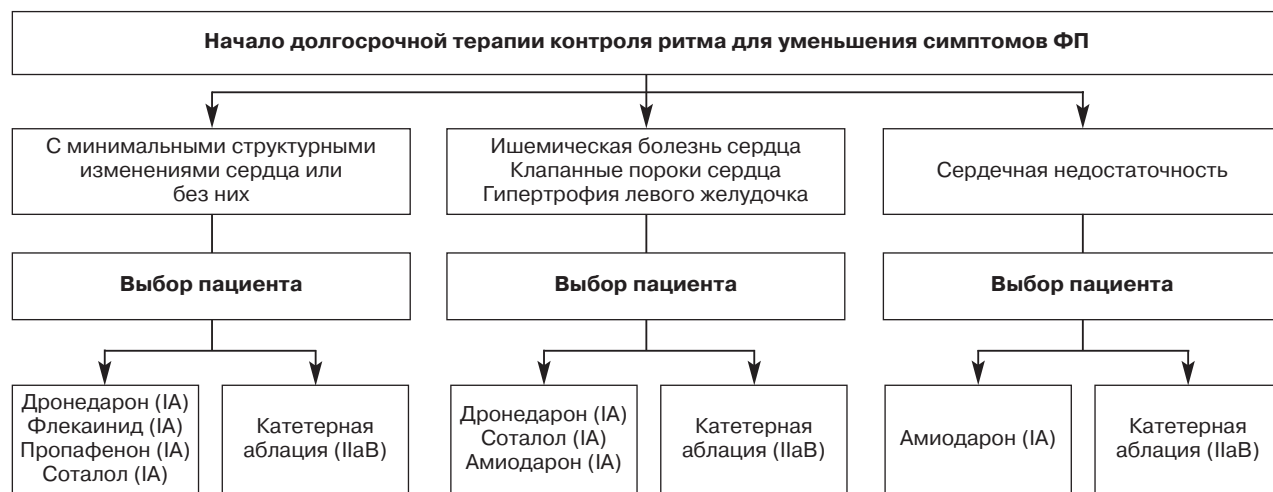 Начало долгосрочной терапии контроля ритма для уменьшения симптомов ФП
С минимальными структурными
изменениями сердца или
без них
Ишемическая болезнь сердца
Клапанные пороки сердца
Гипертрофия левого желудочка
Сердечная недостаточность
Выбор пациента
Выбор пациента
Выбор пациента
Дронедарон (IA)
Флекаинид (IA)
Пропафенон (IA)
Соталол (IA)
Катетерная
аблация (IIaB)
Дронедарон (IA)
Соталол (IA)
Амиодарон (IA)
Катетерная
аблация (IIaB)
Амиодарон (IA)
Катетерная
аблация (IIaB)